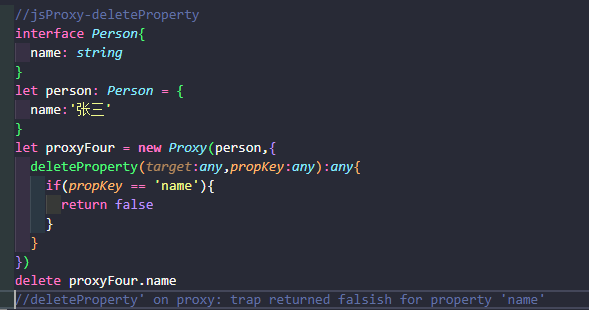 //jsProxy-deleteProperty
interface Person{
name: string
}
let person: Person = {
name:'张三'
}
let proxyFour = new Proxy(person,{
deleteProperty(target:any,propKey:any):any{
if(propKey == 'name'){
return false
}
}
})
delete proxyFour.name
//deleteProperty' on proxy: trap returned falsish for property 'name'